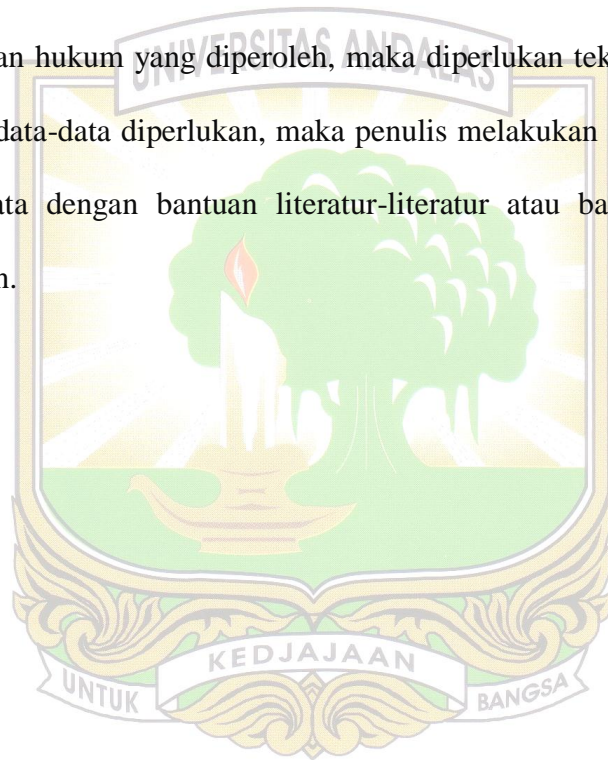 an hukum yang diperoleh, maka diperlukan tek
UNIVERSITAS ANDALAS
data-data diperlukan, maka penulis melakukan
ata dengan bantuan literatur-literatur atau ba
n.
UNTUK KEDJAJAAN BANGSA